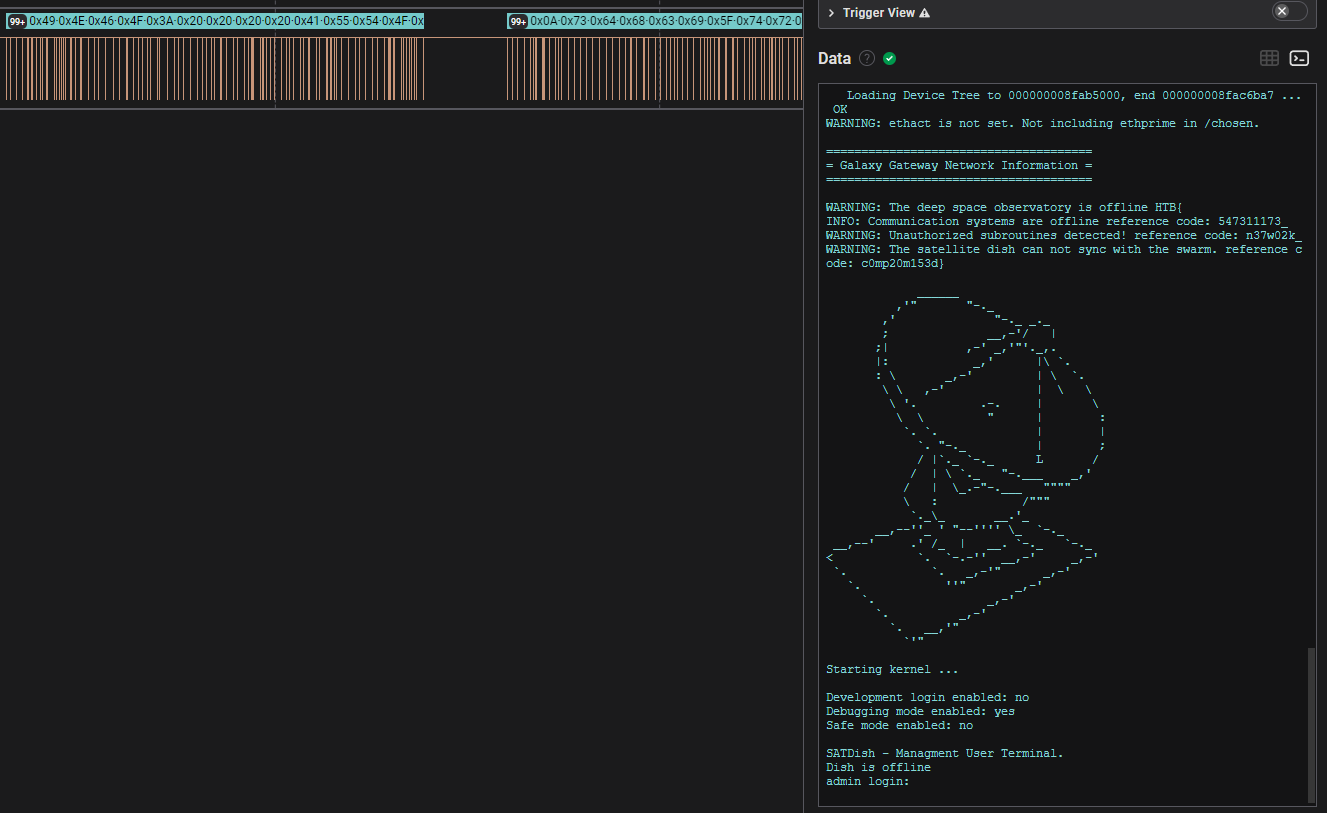 99+ 0x49·0x4E·0x46·0x4F·0x3A·0x20·0x20·0x20·0x20·0x41·0x55·0x54·0x4F·0x
99+ 0x0A·0x73·0x64·0x68·0x63·0x69·0x5F·0x74·0x72·0
Trigger View
Data
Loading Device Tree to 000000008fab5000, end 000000008fac6ba7 ...
OK
WARNING: ethact is not set. Not including ethprime in /chosen.
======================================
= Galaxy Gateway Network Information =
======================================
WARNING: The deep space observatory is offline HTB{
INFO: Communication systems are offline reference code: 547311173_
WARNING: Unauthorized subroutines detected! reference code: n37w02k_
WARNING: The satellite dish can not sync with the swarm. reference c
ode: c0mp20m153d}
Starting kernel ...
Development login enabled: no
Debugging mode enabled: yes
Safe mode enabled: no
SATDish - Managment User Terminal.
Dish is offline
admin login: